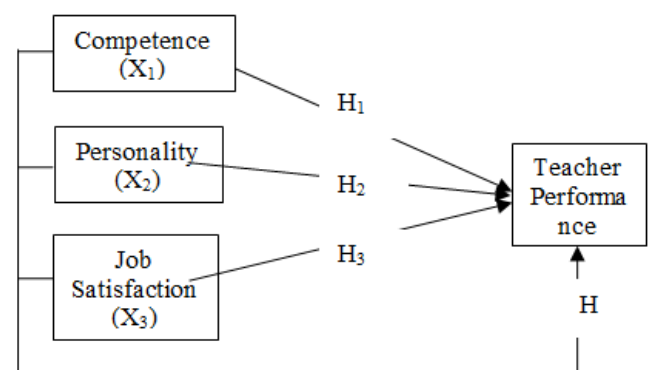 Competence
(X₁)
H₁
Personality
(X₂)
H₂
Teacher
Performa
nce
Job
Satisfaction
(X₃)
H₃
H